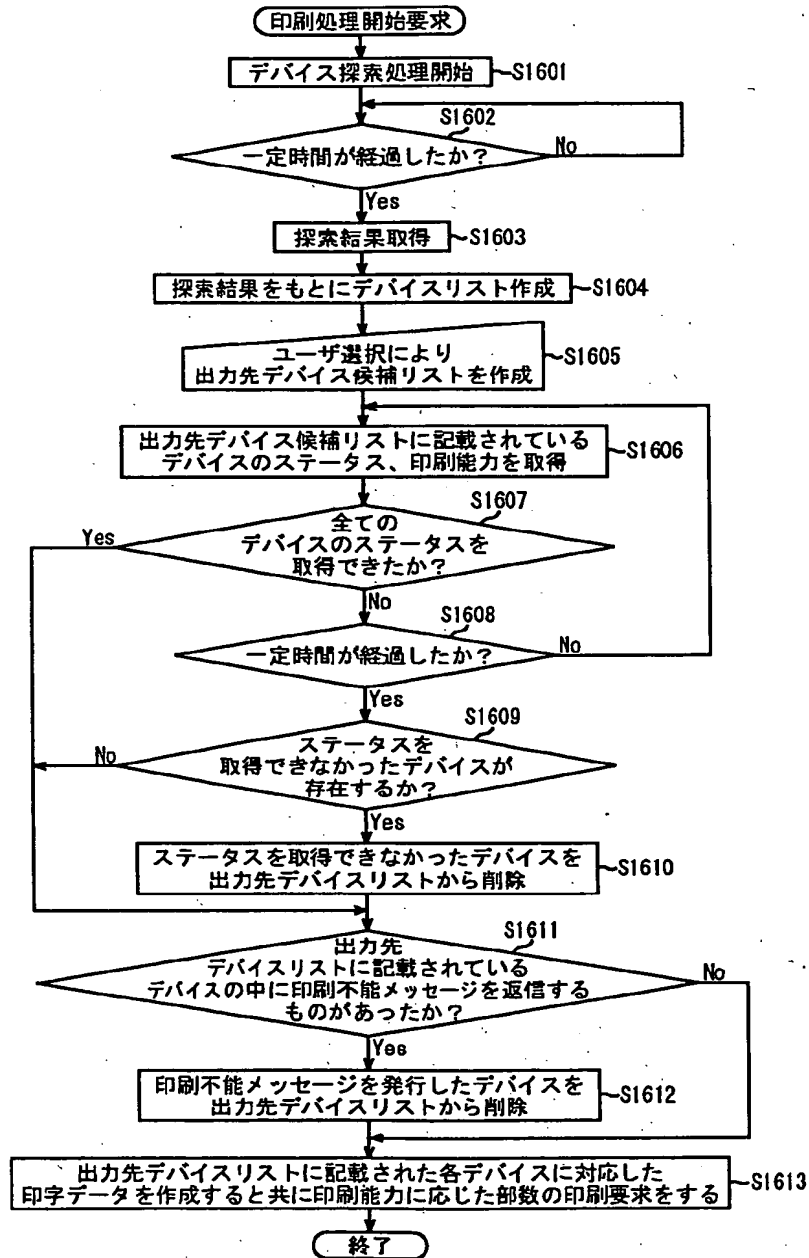 印刷処理開始要求
デバイス探索処理開始
S1601
S1602
一定時間が経過したか?
No
Yes
探索結果取得
S1603
探索結果をもとにデバイスリスト作成
S1604
ユーザ選択により
出力先デバイス候補リストを作成
S1605
出力先デバイス候補リストに記載されている
デバイスのステータス、印刷能力を取得
S1606
S1607
全ての
デバイスのステータスを
取得できたか?
Yes
No
S1608
一定時間が経過したか?
No
Yes
S1609
ステータスを
取得できなかったデバイスが
存在するか?
No
Yes
ステータスを取得できなかったデバイスを
出力先デバイスリストから削除
S1610
S1611
出力先
デバイスリストに記載されている
デバイスの中に印刷不能メッセージを返信する
ものがあったか?
No
Yes
印刷不能メッセージを発行したデバイスを
出力先デバイスリストから削除
S1612
出力先デバイスリストに記載された各デバイスに対応した
印字データを作成すると共に印刷能力に応じた部数の印刷要求をする
S1613
終了